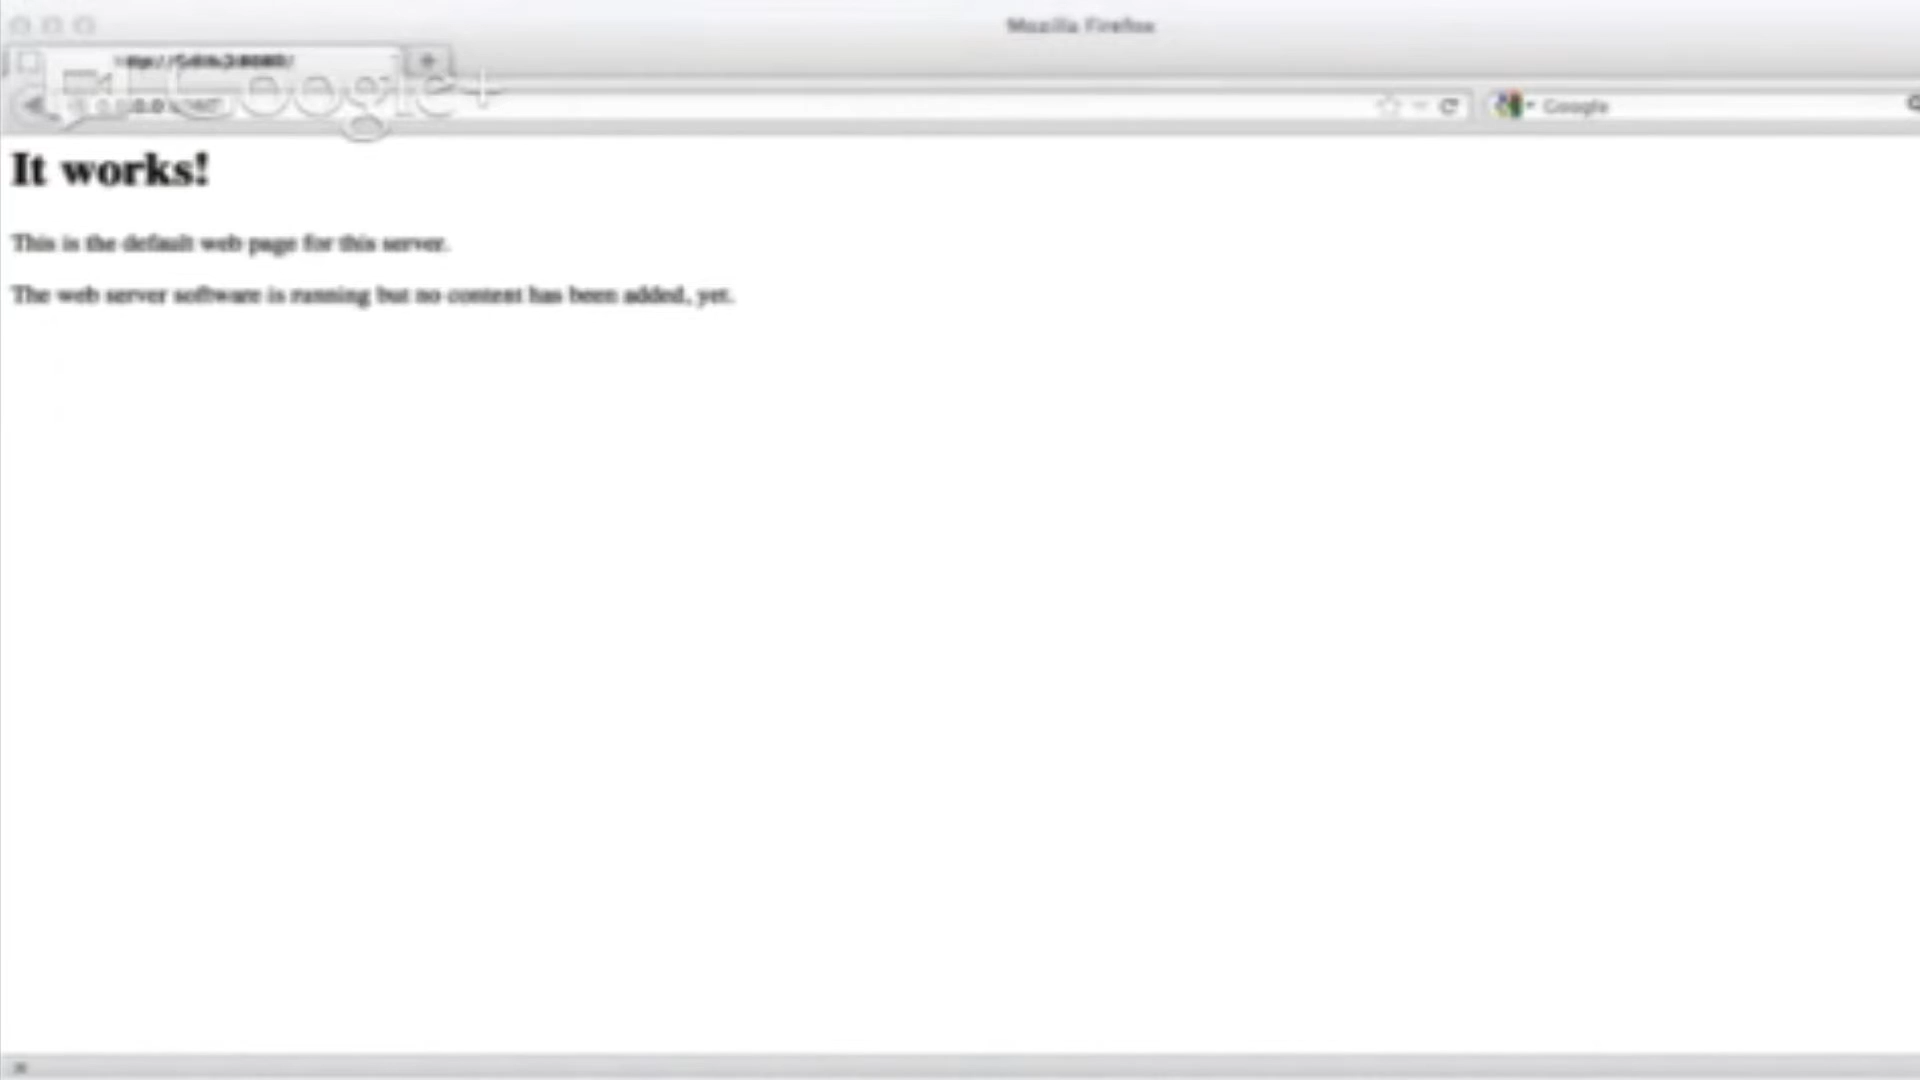 Mozilla Firefox
Google+
Google
It works!
This is the default web page for this server.
The web server software is running but no content has been added, yet.